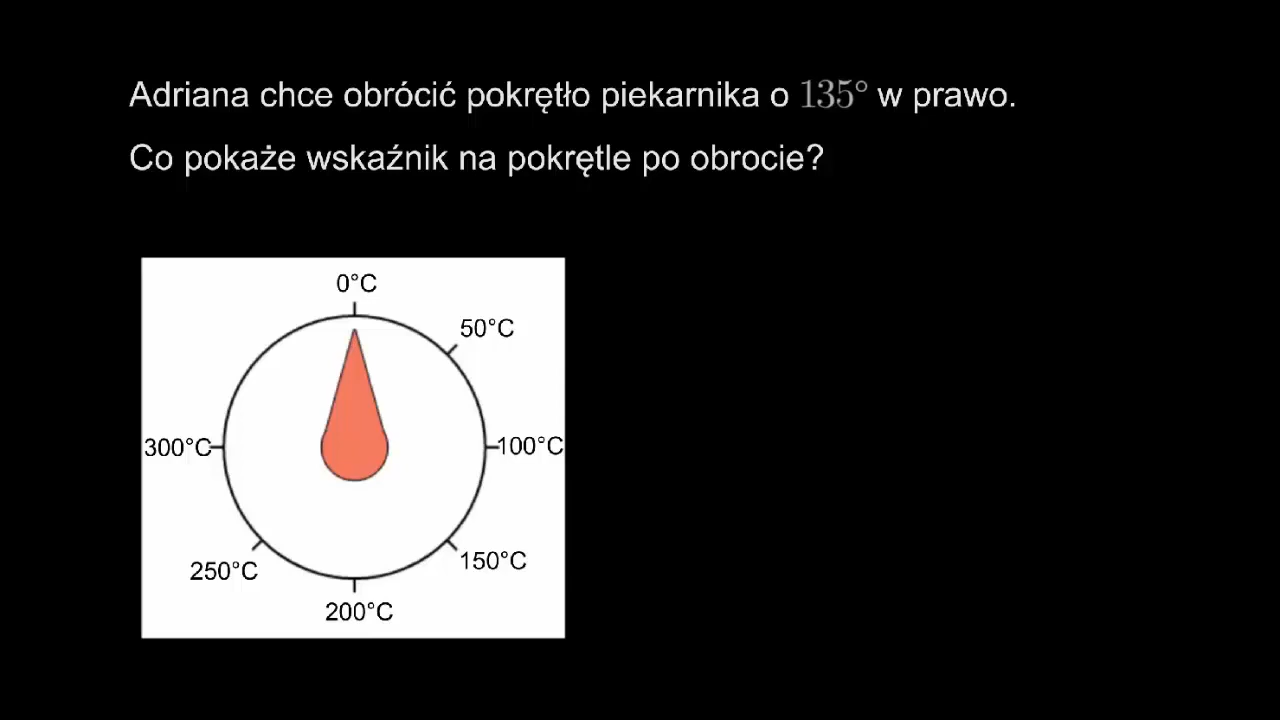 Adriana chce obrócić pokrętło piekarnika o 135° w prawo.
Co pokaże wskaźnik na pokrętle po obrocie?
0°C
50°C
300°C
100°C
150°C
250°C
200°C